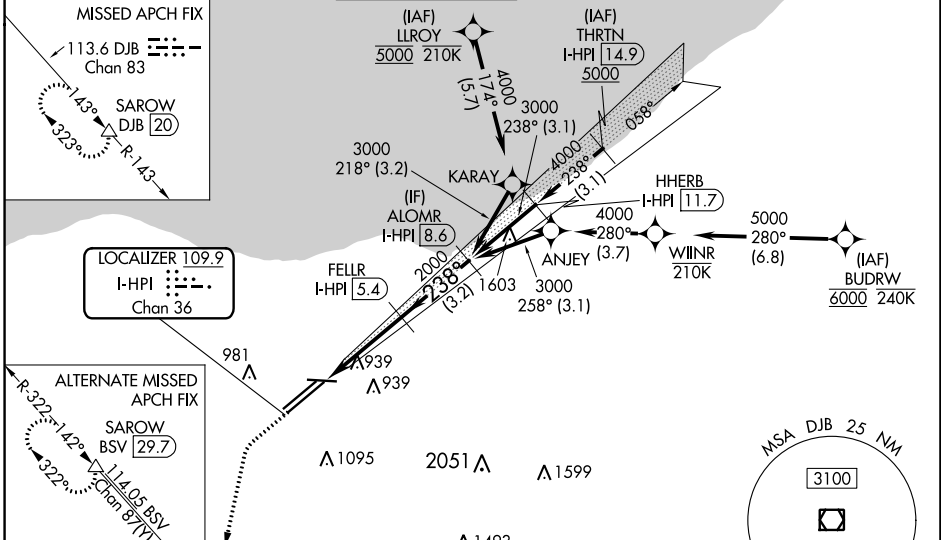 MISSED APCH FIX
113.6 DJB
Chan 83
143°
323°
SAROW
DJB 20
R-143
(IAF)
LLROY
5000 210K
4000
174°
(5.7)
(IAF)
THRTN
I-HPI 14.9
5000
3000
238° (3.1)
058°
3000
218° (3.2)
KARAY
4000
238°
(3.1)
HHERB
I-HPI 11.7
(IF)
ALOMR
I-HPI 8.6
4000
280°
(3.7)
ANJEY
WIINR
210K
5000
280°
(6.8)
(IAF)
BUDRW
6000 240K
LOCALIZER 109.9
I-HPI
Chan 36
FELLR
I-HPI 5.4
2000
238°
(3.2)
1603
3000
258° (3.1)
981
939
939
ALTERNATE MISSED
APCH FIX
R-322
142°
322°
SAROW
BSV 29.7
114.05 BSV
Chan 87(Y)
1095
2051
1599
1492
MSA DJB 25 NM
3100